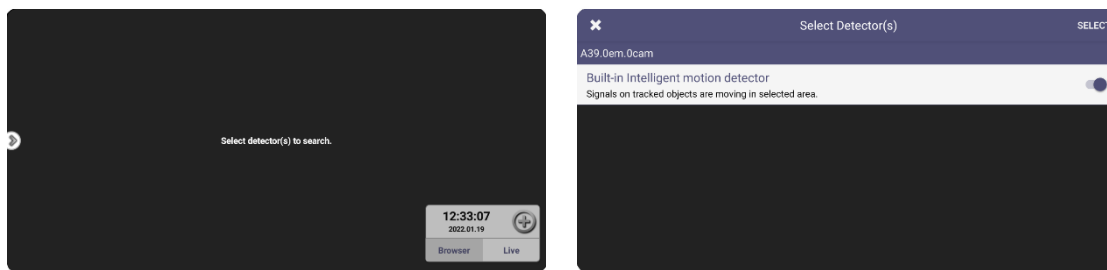 Select detector(s) to search.
12:33:07
2022.01.19
Browser Live
Select Detector(s) SELECT
A39.0em.0cam
Built-in Intelligent motion detector
Signals on tracked objects are moving in selected area.